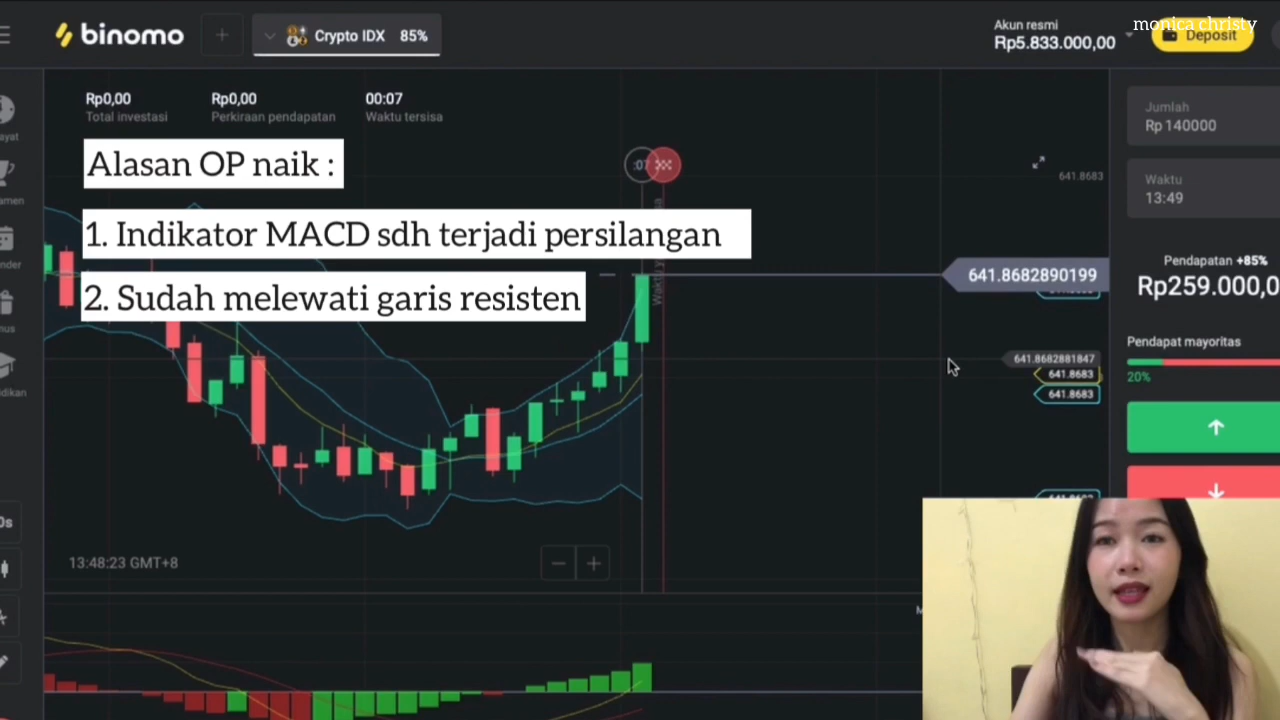 binomo
+
Crypto IDX 85%
Akun resmi
Rp5.833.000,00
monica christy
Deposit
Rp0,00
Total investasi
Rp0,00
Perkiraan pendapatan
00:07
Waktu tersisa
Alasan OP naik :
1. Indikator MACD sdh terjadi persilangan
2. Sudah melewati garis resisten
:07
641.8683
641.8682890199
641.8682881847
641.8683
641.8683
Jumlah
Rp 140000
Waktu
13:49
Pendapatan +85%
Rp259.000,0
Pendapat mayoritas
20%
13:48:23 GMT+8